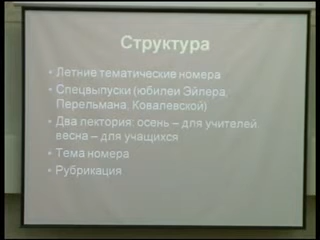 Структура
• Летние тематические номера
• Спецвыпуски (юбилеи Эйлера,
Перельмана, Ковалевской)
• Два лектория: осень – для учителей,
весна – для учащихся
• Тема номера
• Рубрикация